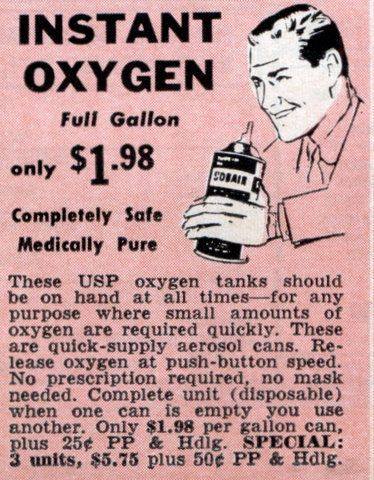 INSTANT
OXYGEN
Full Gallon
only $1.98
Completely Safe
Medically Pure
SOBAIR
These USP oxygen tanks should
be on hand at all times—for any
purpose where small amounts of
oxygen are required quickly. These
are quick-supply aerosol cans. Re-
lease oxygen at push-button speed.
No prescription required, no mask
needed. Complete unit (disposable)
when one can is empty you use
another. Only $1.98 per gallon can,
plus 25¢ PP & Hdlg. SPECIAL:
3 units, $5.75 plus 50¢ PP & Hdlg.